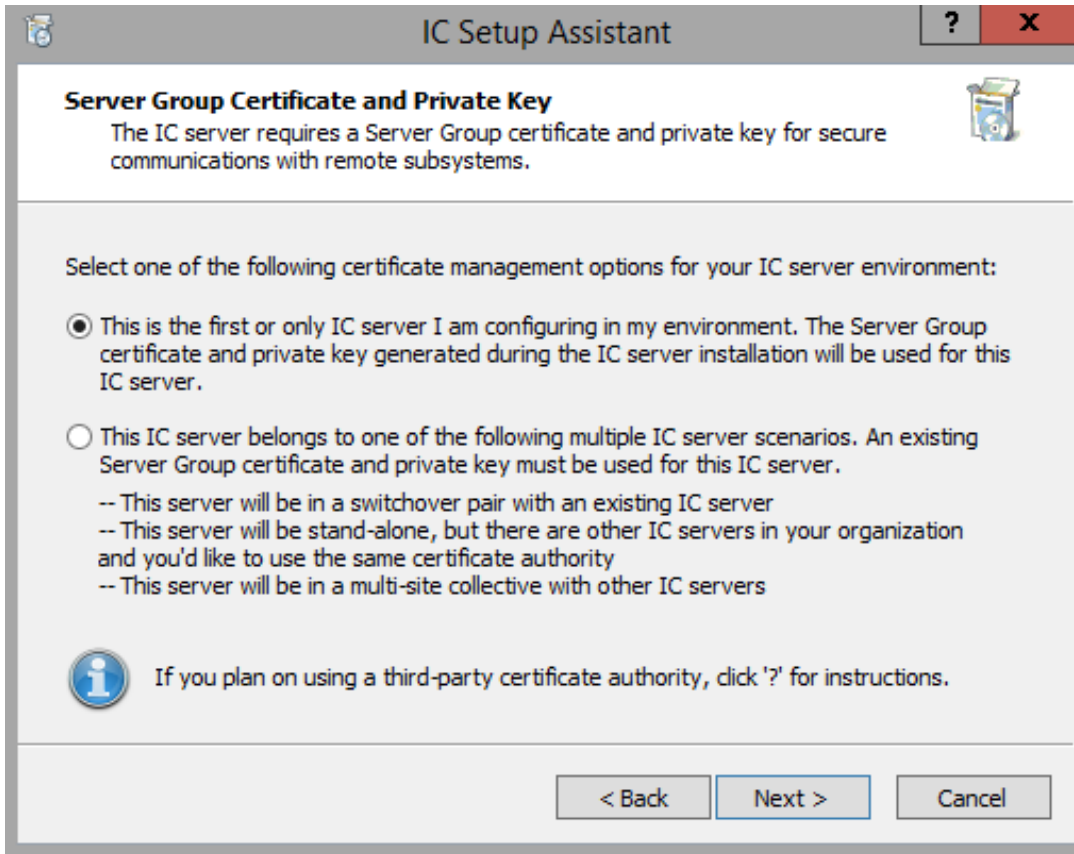 IC Setup Assistant
? x
Server Group Certificate and Private Key
The IC server requires a Server Group certificate and private key for secure
communications with remote subsystems.
Select one of the following certificate management options for your IC server environment:
This is the first or only IC server I am configuring in my environment. The Server Group
certificate and private key generated during the IC server installation will be used for this
IC server.
This IC server belongs to one of the following multiple IC server scenarios. An existing
Server Group certificate and private key must be used for this IC server.
-- This server will be in a switchover pair with an existing IC server
-- This server will be stand-alone, but there are other IC servers in your organization
and you'd like to use the same certificate authority
-- This server will be in a multi-site collective with other IC servers
If you plan on using a third-party certificate authority, click '?' for instructions.
< Back Next > Cancel